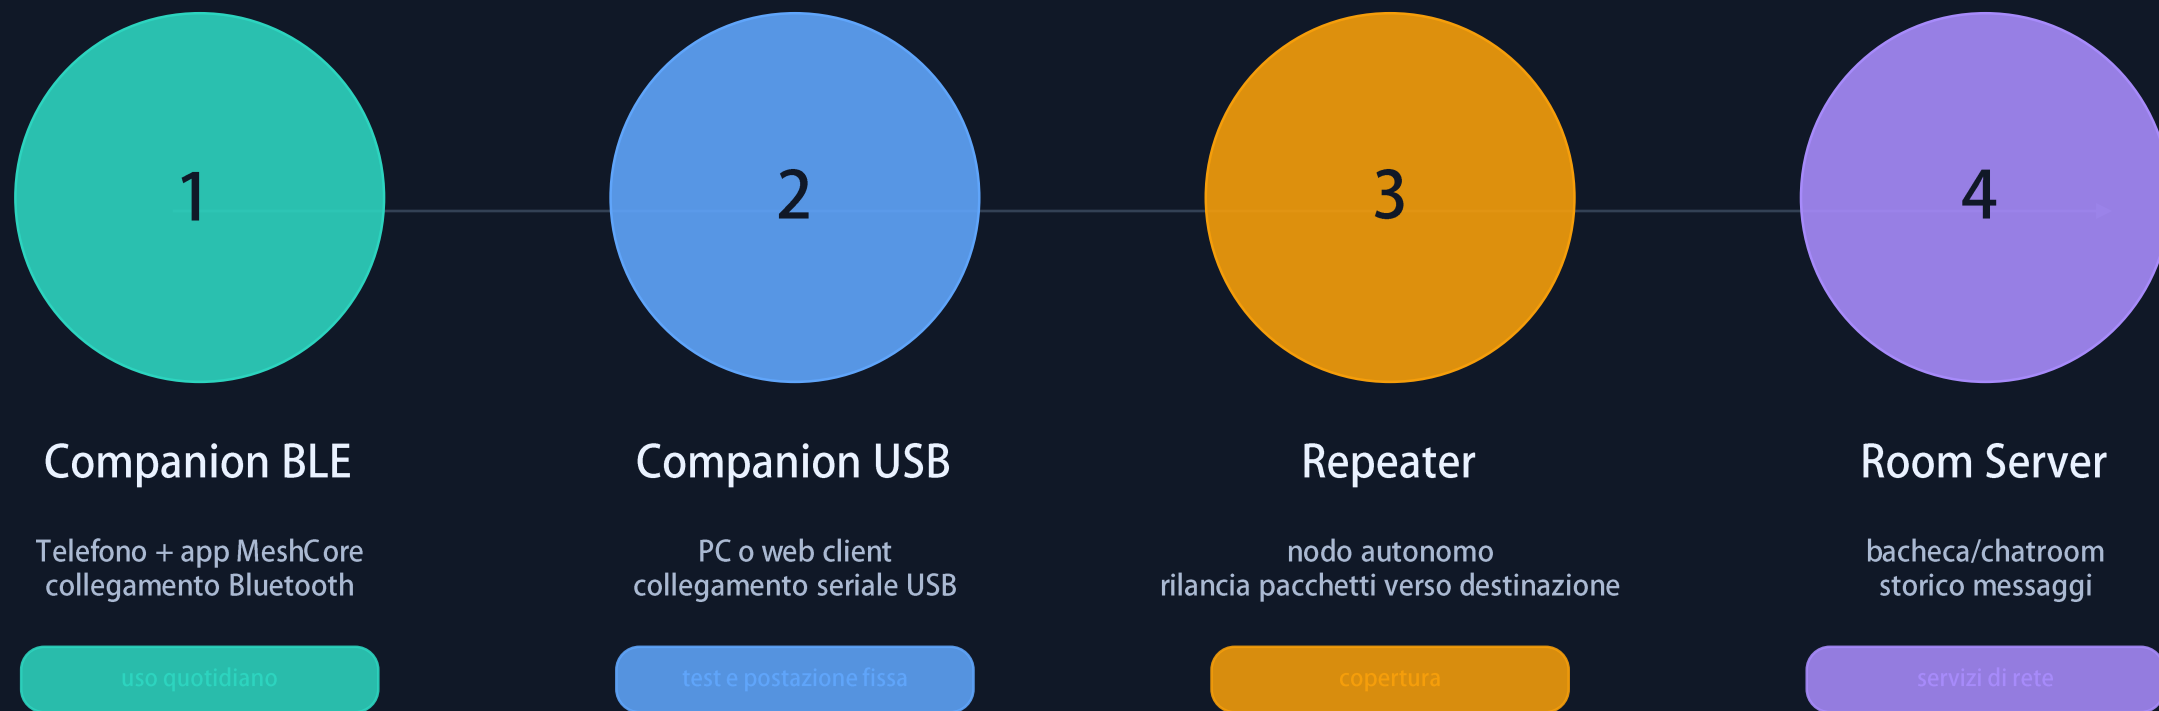 1
2
3
4
Companion BLE
Telefono + app MeshCore
collegamento Bluetooth
uso quotidiano
Companion USB
PC o web client
collegamento seriale USB
test e postazione fissa
Repeater
nodo autonomo
rilancia pacchetti verso destinazione
copertura
Room Server
bacheca/chatroom
storico messaggi
servizi di rete